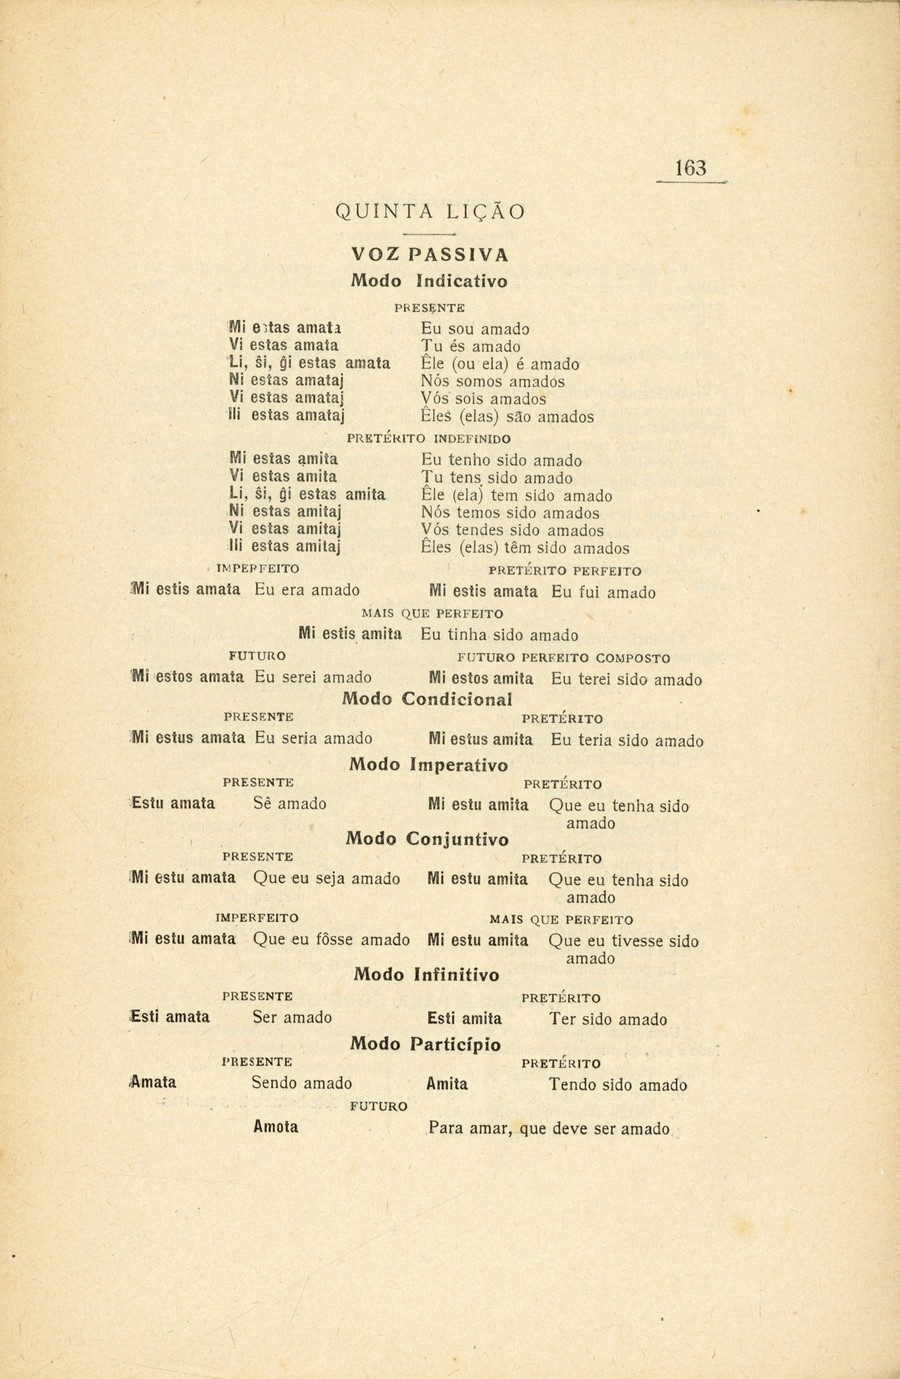 163
QUINTA LIÇÃO
VOZ PASSIVA
Modo Indicativo
PRESENTE
Mi estas amata Eu sou amado
Vi estas amata Tu és amado
Li, ŝi, ĝi estas amata Êle (ou ela) é amado
Ni estas amataj Nós somos amados
Vi estas amataj Vós sois amados
Ili estas amataj Êles (elas) são amados
PRETÉRITO INDEFINIDO
Mi estas amita Eu tenho sido amado
Vi estas amita Tu tens sido amado
Li, ŝi, ĝi estas amita Êle (ela) tem sido amado
Ni estas amitaj Nós temos sido amados
Vi estas amitaj Vós tendes sido amados
Ili estas amitaj Êles (elas) têm sido amados
IMPERFEITO PRETÉRITO PERFEITO
Mi estis amata Eu era amado Mi estis amata Eu fui amado
MAIS QUE PERFEITO
Mi estis amita Eu tinha sido amado
FUTURO FUTURO PERFEITO COMPOSTO
Mi estos amata Eu serei amado Mi estos amita Eu terei sido amado
Modo Condicional
PRESENTE PRETÉRITO
Mi estus amata Eu seria amado Mi estus amita Eu teria sido amado
Modo Imperativo
PRESENTE PRETÉRITO
Estu amata Sê amado Mi estu amita Que eu tenha sido
amado
Modo Conjuntivo
PRESENTE PRETÉRITO
Mi estu amata Que eu seja amado Mi estu amita Que eu tenha sido
amado
IMPERFEITO MAIS QUE PERFEITO
Mi estu amata Que eu fôsse amado Mi estu amita Que eu tivesse sido
amado
Modo Infinitivo
PRESENTE PRETÉRITO
Esti amata Ser amado Esti amita Ter sido amado
Modo Particípio
PRESENTE PRETÉRITO
Amata Sendo amado Amita Tendo sido amado
FUTURO
Amota Para amar, que deve ser amado